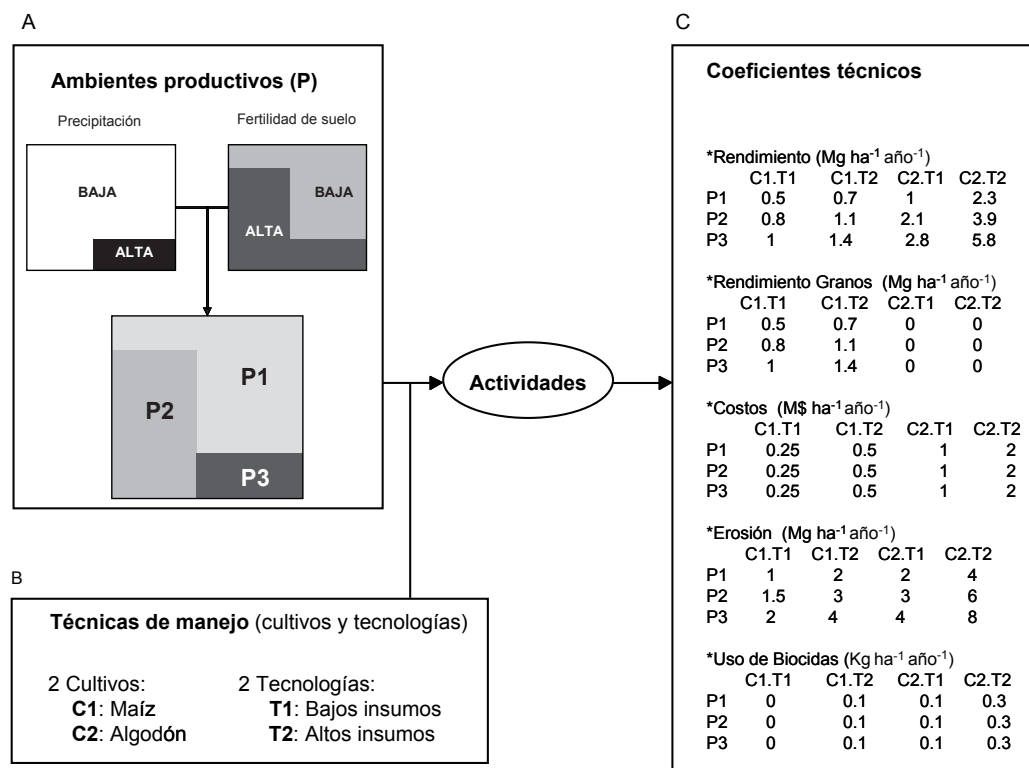 A
Ambientes productivos (P)
Precipitación
Fertilidad de suelo
BAJA
ALTA
BAJA
ALTA
P1
P2
P3
B
Técnicas de manejo (cultivos y tecnologías)
2 Cultivos:
C1: Maíz
C2: Algodón
2 Tecnologías:
T1: Bajos insumos
T2: Altos insumos
Actividades
C
Coeficientes técnicos
*Rendimiento (Mg ha-1 año-1)
C1.T1 C1.T2 C2.T1 C2.T2
P1 0.5 0.7 1 2.3
P2 0.8 1.1 2.1 3.9
P3 1 1.4 2.8 5.8
*Rendimiento Granos (Mg ha-1 año-1)
C1.T1 C1.T2 C2.T1 C2.T2
P1 0.5 0.7 0 0
P2 0.8 1.1 0 0
P3 1 1.4 0 0
*Costos (M$ ha-1 año-1)
C1.T1 C1.T2 C2.T1 C2.T2
P1 0.25 0.5 1 2
P2 0.25 0.5 1 2
P3 0.25 0.5 1 2
*Erosión (Mg ha-1 año-1)
C1.T1 C1.T2 C2.T1 C2.T2
P1 1 2 2 4
P2 1.5 3 3 6
P3 2 4 4 8
*Uso de Biocidas (Kg ha-1 año-1)
C1.T1 C1.T2 C2.T1 C2.T2
P1 0 0.1 0.1 0.3
P2 0 0.1 0.1 0.3
P3 0 0.1 0.1 0.3